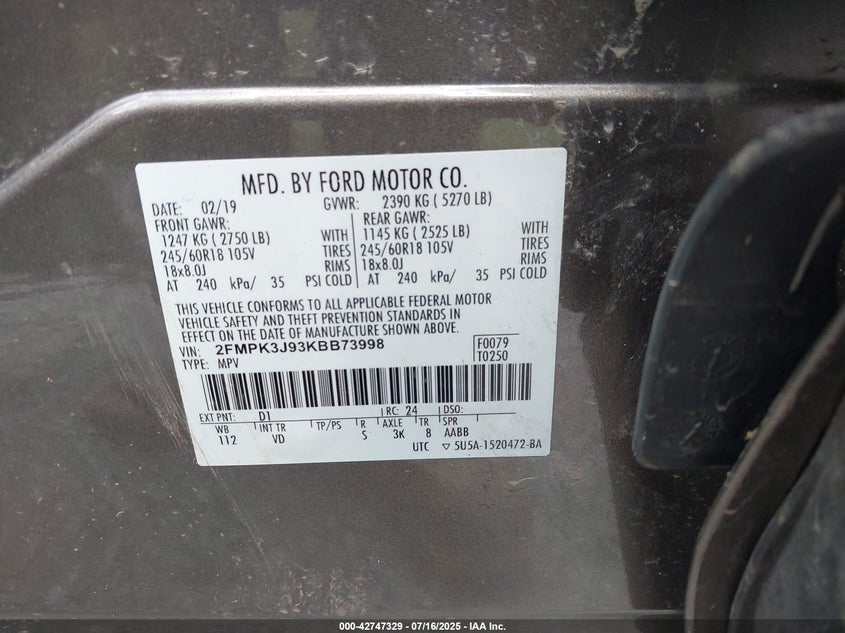 MFD. BY FORD MOTOR CO.
DATE: 02/19 GVWR: 2390 KG ( 5270 LB)
FRONT GAWR: REAR GAWR:
1247 KG ( 2750 LB) WITH 1145 KG ( 2525 LB) WITH
245/60R18 105V TIRES 245/60R18 105V TIRES
18x8.0J RIMS 18x8.0J RIMS
AT 240 kPa/ 35 PSI COLD AT 240 kPa/ 35 PSI COLD
THIS VEHICLE CONFORMS TO ALL APPLICABLE FEDERAL MOTOR
VEHICLE SAFETY AND THEFT PREVENTION STANDARDS IN
EFFECT ON THE DATE OF MANUFACTURE SHOWN ABOVE.
VIN: 2FMPK3J93KBB73998 F0079
TYPE: MPV T0250
EXT PNT: D1 RC: 24 DSO:
WB INT TR TP/PS R AXLE TR SPR
112 VD S 3K 8 AABB
UTC ▽ 5U5A-1520472-BA
000-42747329 - 07/16/2025 - IAA Inc.